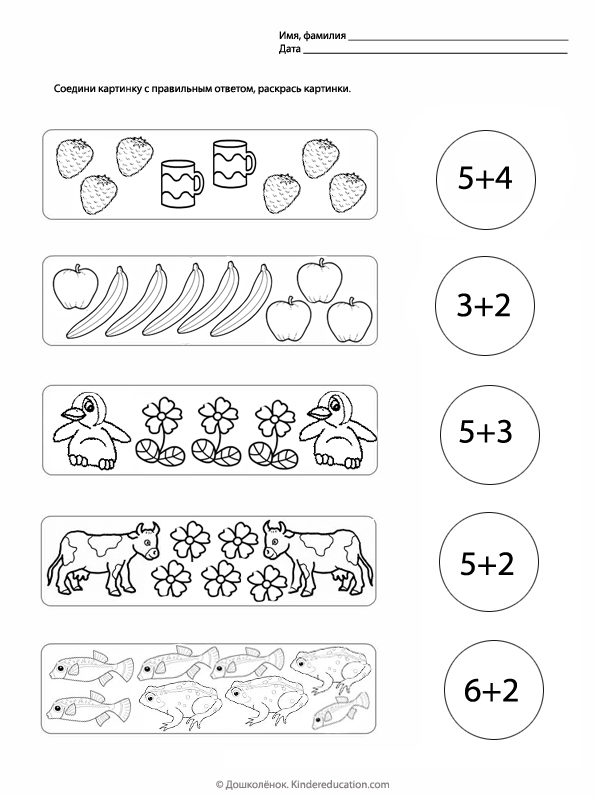 Имя, фамилия
Дата
Соедини картинку с правильным ответом, раскрась картинки.
5+4
3+2
5+3
5+2
6+2
© Дошколёнок. Kindereducation.com